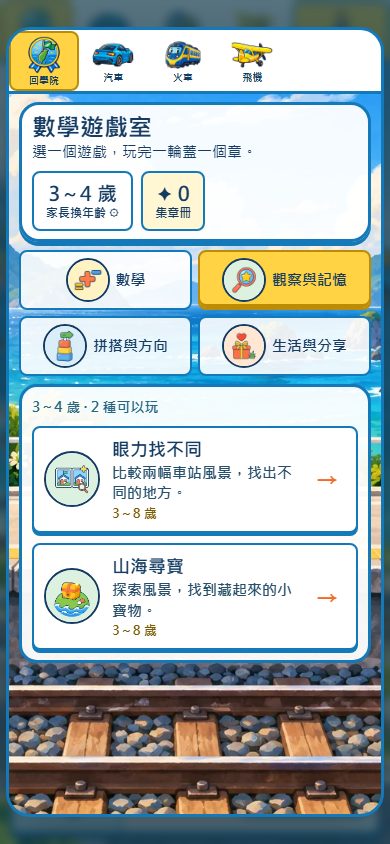 回學院
汽車
火車
飛機
數學遊戲室
選一個遊戲，玩完一輪蓋一個章。
3~4 歲
家長換年齡
✦ 0
集章冊
數學
觀察與記憶
拼搭與方向
生活與分享
3~4 歲 · 2 種可以玩
眼力找不同
比較兩幅車站風景，找出不
同的地方。
3~8 歲
→
山海尋寶
探索風景，找到藏起來的小
寶物。
3~8 歲
→